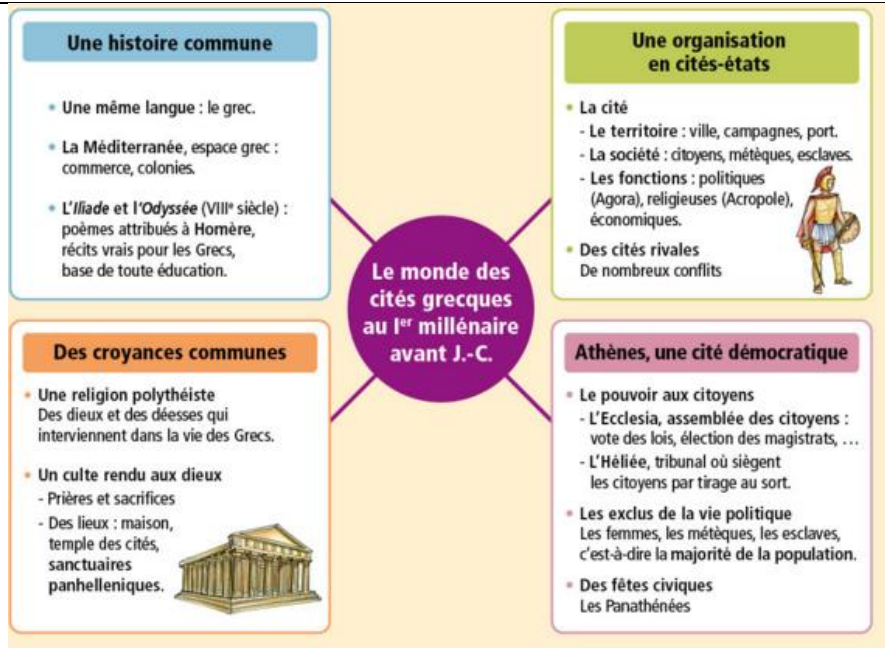 Une histoire commune
• Une même langue : le grec.
• La Méditerranée, espace grec :
commerce, colonies.
• L'Iliade et l'Odyssée (VIIIe siècle) :
poèmes attribués à Homère,
récits vrais pour les Grecs,
base de toute éducation.
Une organisation
en cités-états
• La cité
- Le territoire : ville, campagnes, port.
- La société : citoyens, métèques, esclaves.
- Les fonctions : politiques
(Agora), religieuses (Acropole),
économiques.
• Des cités rivales
De nombreux conflits
Le monde des
cités grecques
au Ier millénaire
avant J.-C.
Des croyances communes
• Une religion polythéiste
Des dieux et des déesses qui
interviennent dans la vie des Grecs.
• Un culte rendu aux dieux
- Prières et sacrifices
- Des lieux : maison,
temple des cités,
sanctuaires
panhelleniques.
Athènes, une cité démocratique
• Le pouvoir aux citoyens
- L'Ecclesia, assemblée des citoyens :
vote des lois, élection des magistrats, ...
- L'Héliée, tribunal où siègent
les citoyens par tirage au sort.
• Les exclus de la vie politique
Les femmes, les métèques, les esclaves,
c'est-à-dire la majorité de la population.
• Des fêtes civiques
Les Panathénées